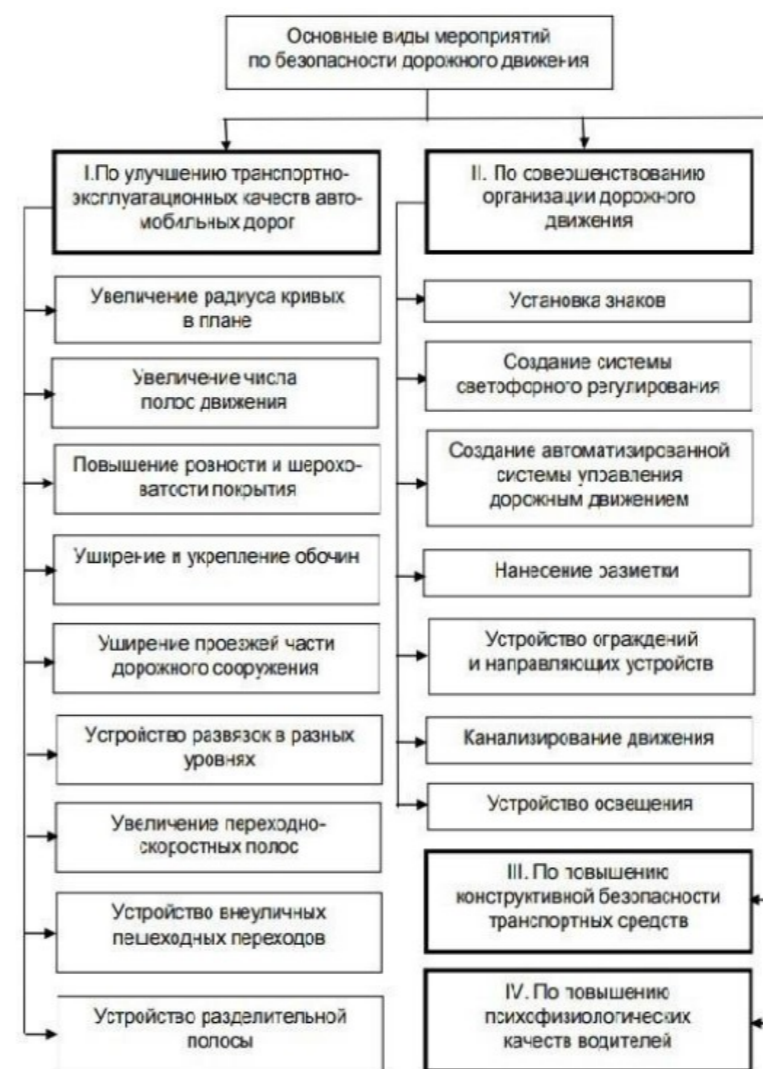 Основные виды мероприятий
по безопасности дорожного движения
I.По улучшению транспортно-
эксплуатационных качеств авто-
мобильных дорог
Увеличение радиуса кривых
в плане
Увеличение числа
полос движения
Повышение ровности и шерохо-
ватости покрытия
Уширение и укрепление обочин
Уширение проезжей части
дорожного сооружения
Устройство развязок в разных
уровнях
Увеличение переходно-
скоростных полос
Устройство внеуличных
пешеходных переходов
Устройство разделительной
полосы
II. По совершенствованию
организации дорожного
движения
Установка знаков
Создание системы
светофорного регулирования
Создание автоматизированной
системы управления
дорожным движением
Нанесение разметки
Устройство ограждений
и направляющих устройств
Канализирование движения
Устройство освещения
III. По повышению
конструктивной безопасности
транспортных средств
IV. По повышению
психофизиологических
качеств водителей